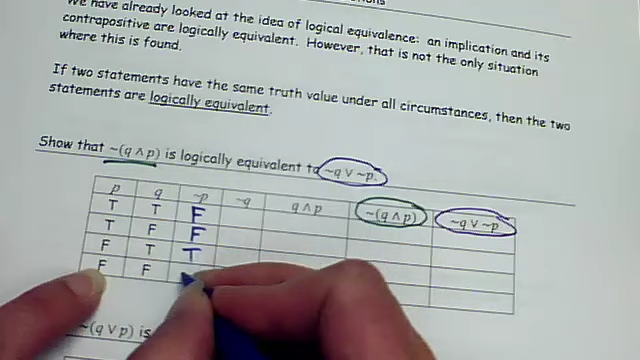 We have already looked at the idea of logical equivalence: an implication and its
contrapositive are logically equivalent. However, that is not the only situation
where this is found.
If two statements have the same truth value under all circumstances, then the two
statements are logically equivalent.
Show that ~(q ∧ p) is logically equivalent to ~q ∨ ~p.
p q ~p ~q q ∧ p ~(q ∧ p) ~q ∨ ~p
T T F
T F F
F T T
F F
~(q ∨ p) is